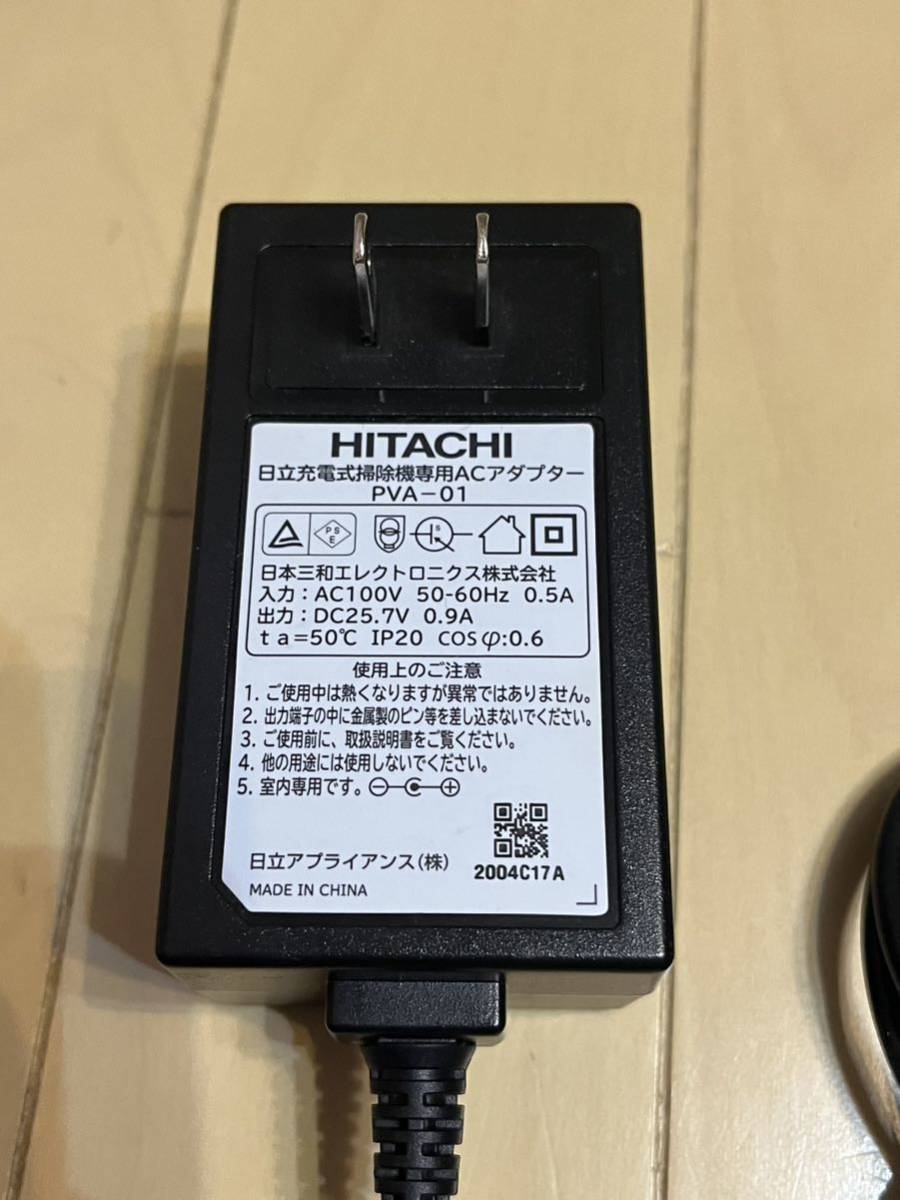 HITACHI
日立充電式掃除機専用ACアダプター
PVA-01
PS
E
S
日本三和エレクトロニクス株式会社
入力：AC100V 50-60Hz 0.5A
出力：DC25.7V 0.9A
ta=50℃ IP20 COSφ:0.6
使用上のご注意
1. ご使用中は熱くなりますが異常ではありません。
2. 出力端子の中に金属製のピン等を差し込まないでください。
3. ご使用前に、取扱説明書をご覧ください。
4. 他の用途には使用しないでください。
5. 室内専用です。
日立アプライアンス(株)
2004C17A
MADE IN CHINA